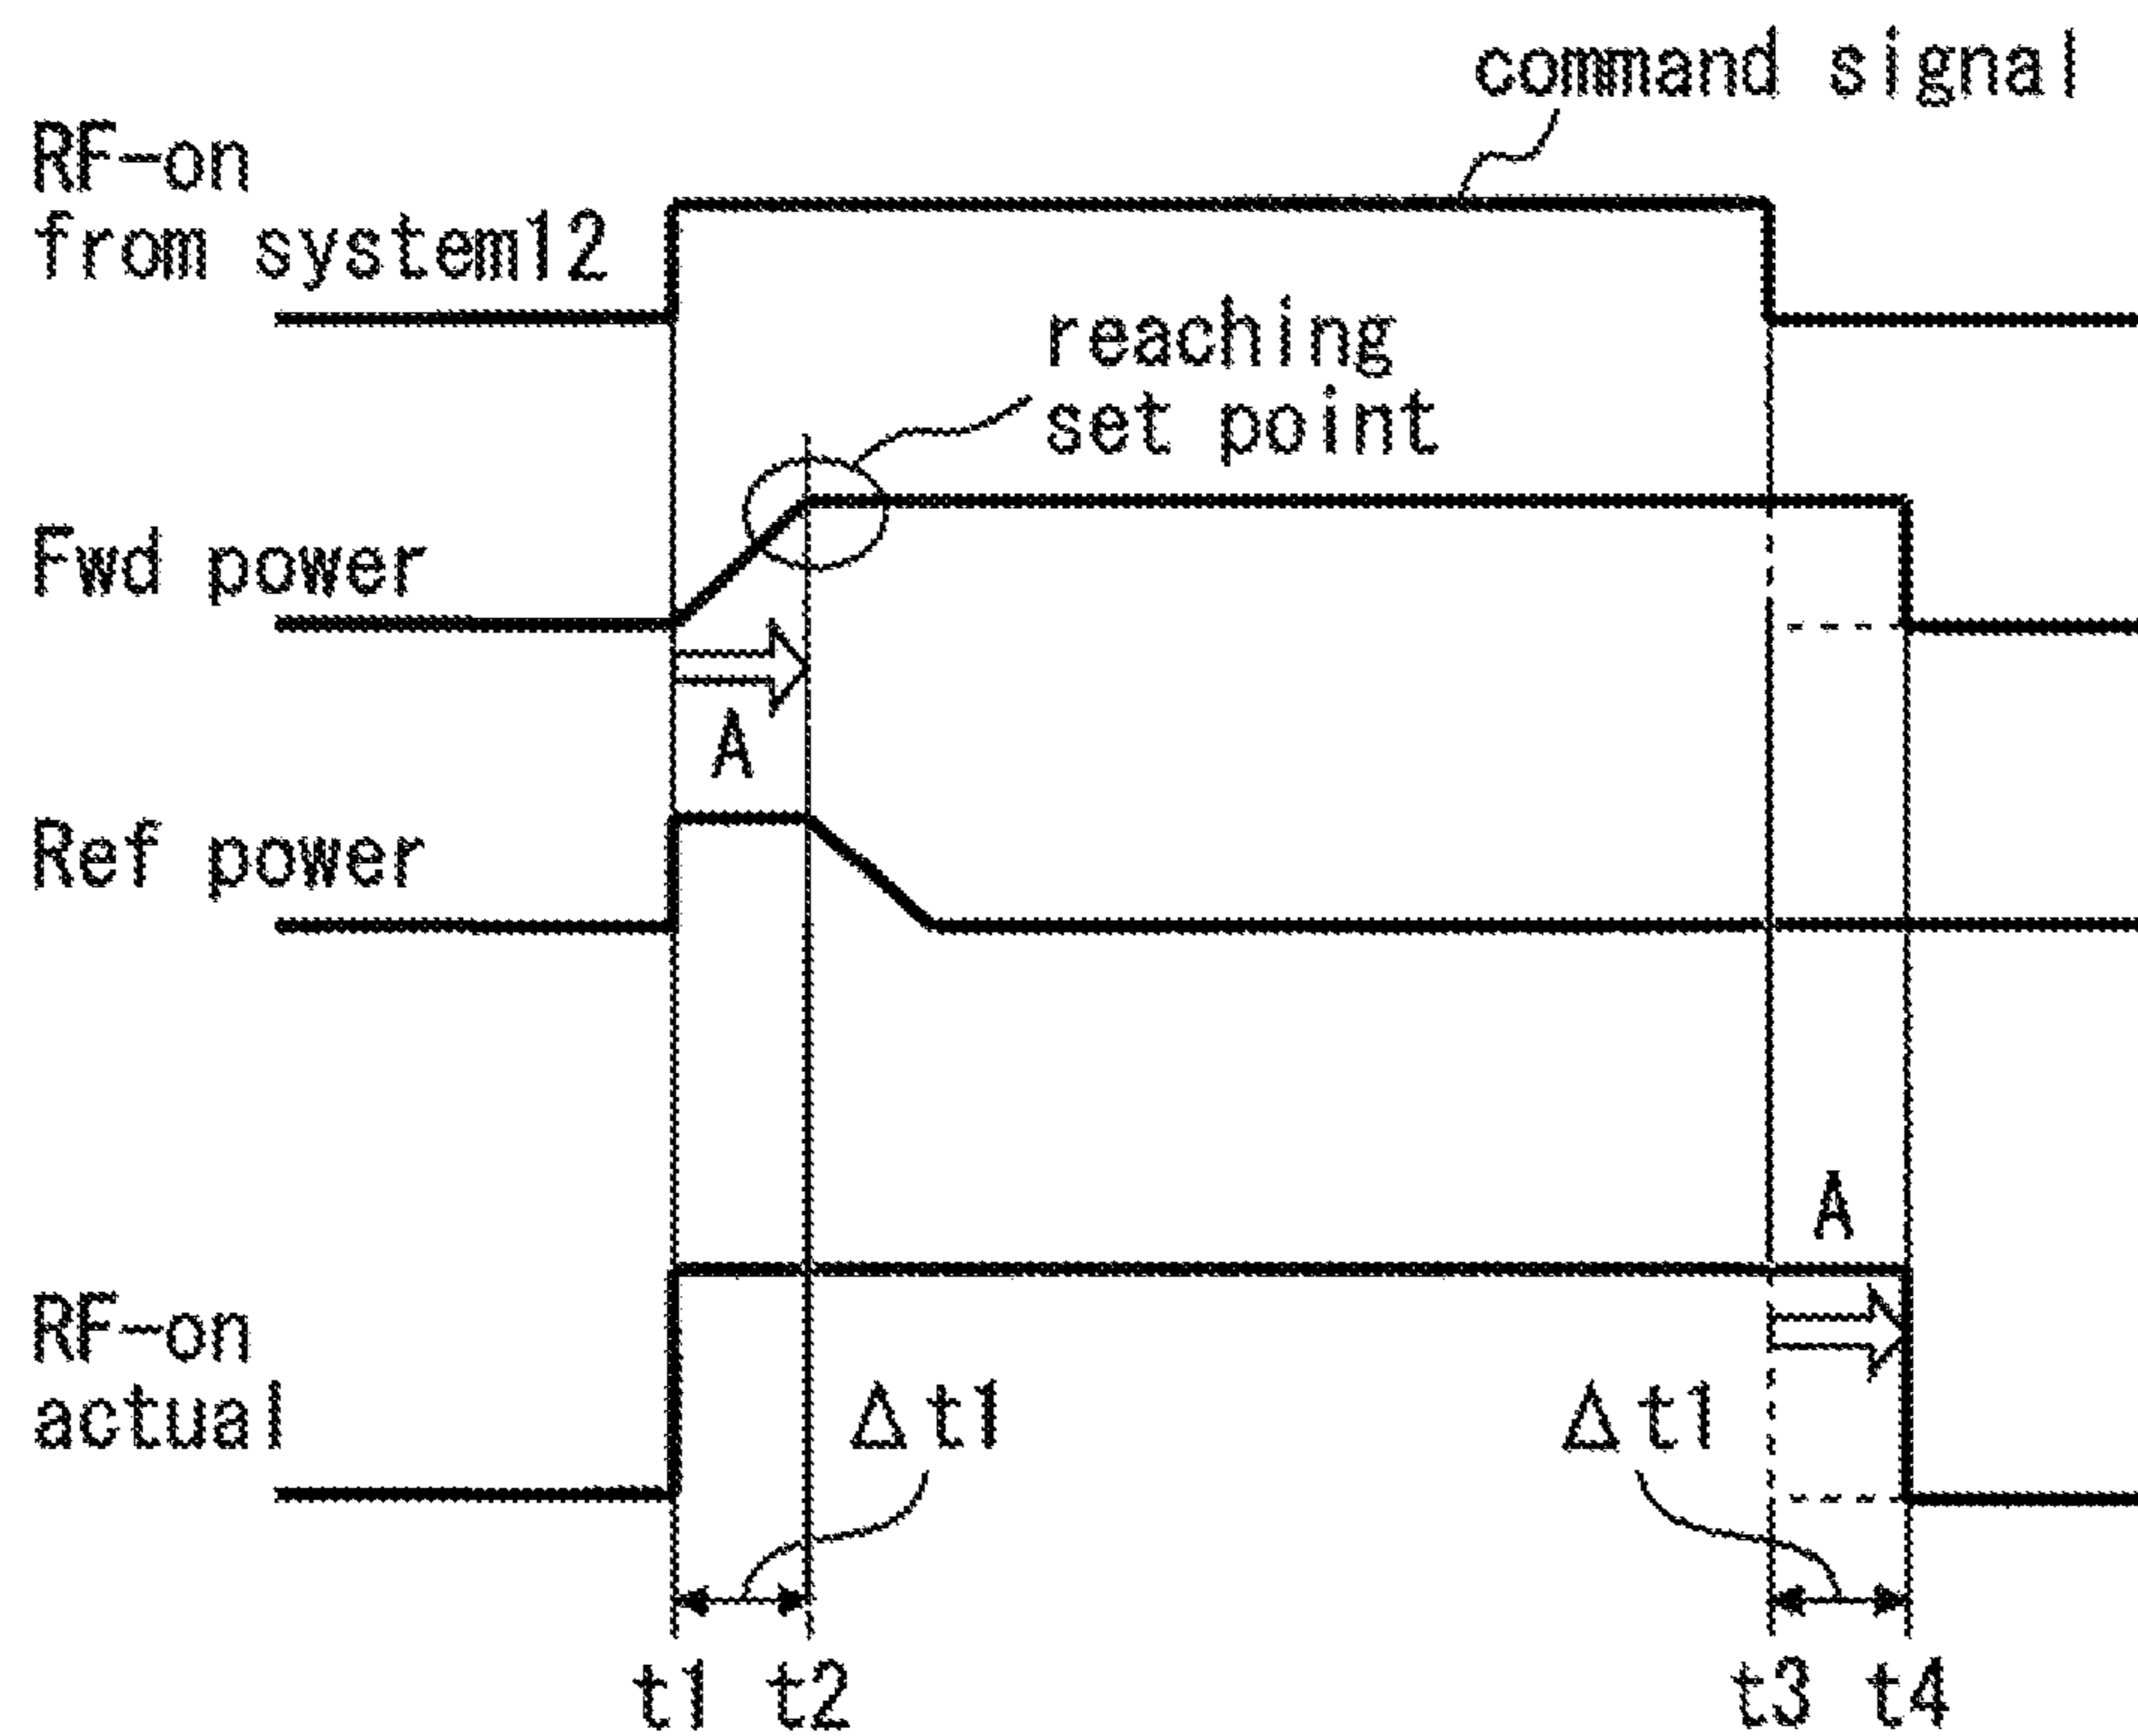 command signal
RF-on
from system12
reaching
set point
Fwd power
A
Ref power
A
RF-on
actual
Δt1
Δt1
t1 t2
t3 t4